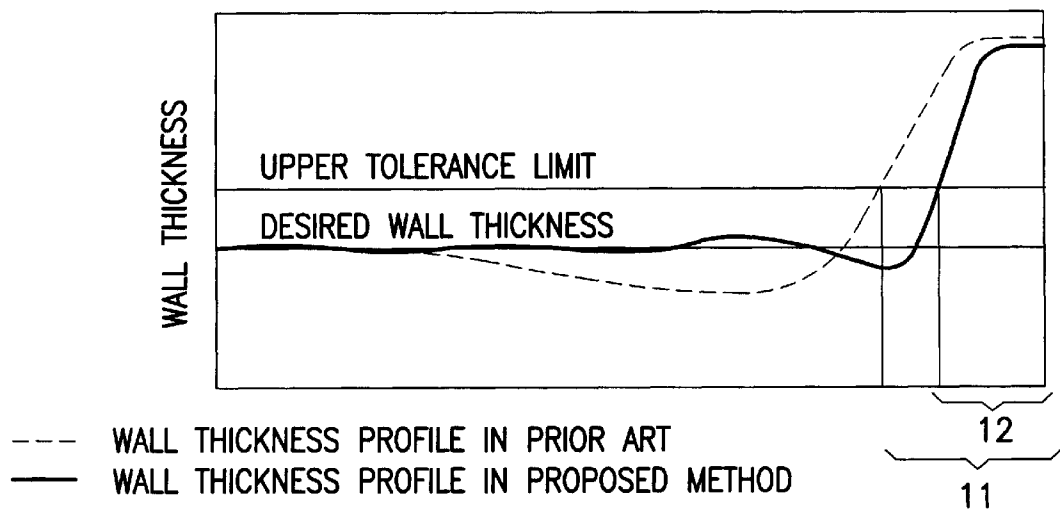 WALL THICKNESS
UPPER TOLERANCE LIMIT
DESIRED WALL THICKNESS
12
11
WALL THICKNESS PROFILE IN PRIOR ART
WALL THICKNESS PROFILE IN PROPOSED METHOD